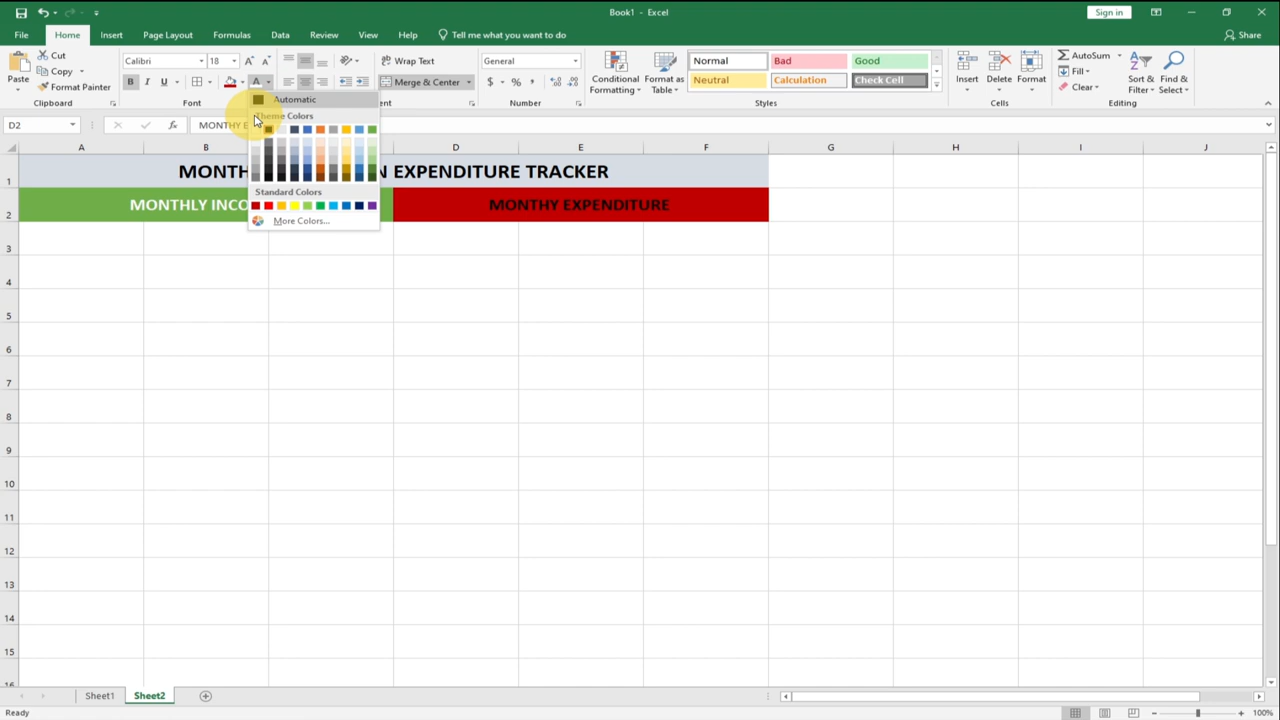 Book1 - Excel
Sign in
File Home Insert Page Layout Formulas Data Review View Help Tell me what you want to do
Share
Paste
Cut
Copy
Format Painter
Clipboard
Calibri 18
B I U
Font
Wrap Text
Merge & Center
ent
General
$ % ,
Number
Conditional Formatting
Format as Table
Normal Bad Good
Neutral Calculation Check Cell
Styles
Insert Delete Format
Cells
AutoSum
Fill
Clear
Sort & Filter
Find & Select
Editing
D2
fx
MONTHY E
Automatic
Theme Colors
Standard Colors
More Colors...
A B C D E F G H I J
1
MONTH
N EXPENDITURE TRACKER
2
MONTHLY INCO
MONTHY EXPENDITURE
3
4
5
6
7
8
9
10
11
12
13
14
15
16
Sheet1 Sheet2
Ready
100%